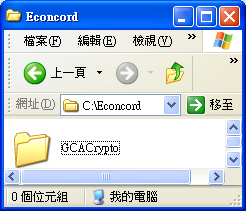 Econcord
檔案(F) 編輯(E) 檢視(V) »
上一頁
網址(D) C:\Econcord 移至
GCACrypto
0 個位元組 我的電腦